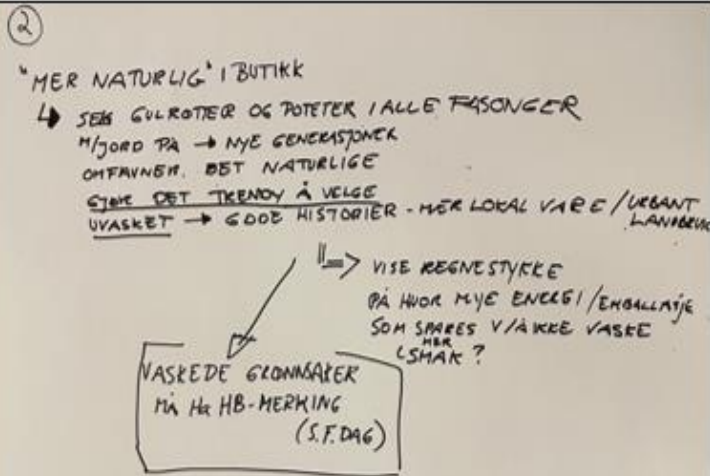 2
"MER NATURLIG" I BUTIKK
↳ SELG GULRØTTER OG POTETER I ALLE FASONGER
M/JORD PÅ → NYE GENERASJONER
OMFAVNER DET NATURLIGE
GJØRE DET TRENDY Å VELGE
UVASKET → GODE HISTORIER - MER LOKAL VARE / URBANT
LANDBRUK
VISE REGNESTYKKE
PÅ HVOR MYE ENERGI / EMBALLASJE
SOM SPARES V/Å IKKE VASKE
MER
SMAK?
VASKEDE GRØNNSAKER
MÅ HA HB-MERKING
(S.F. DAG)